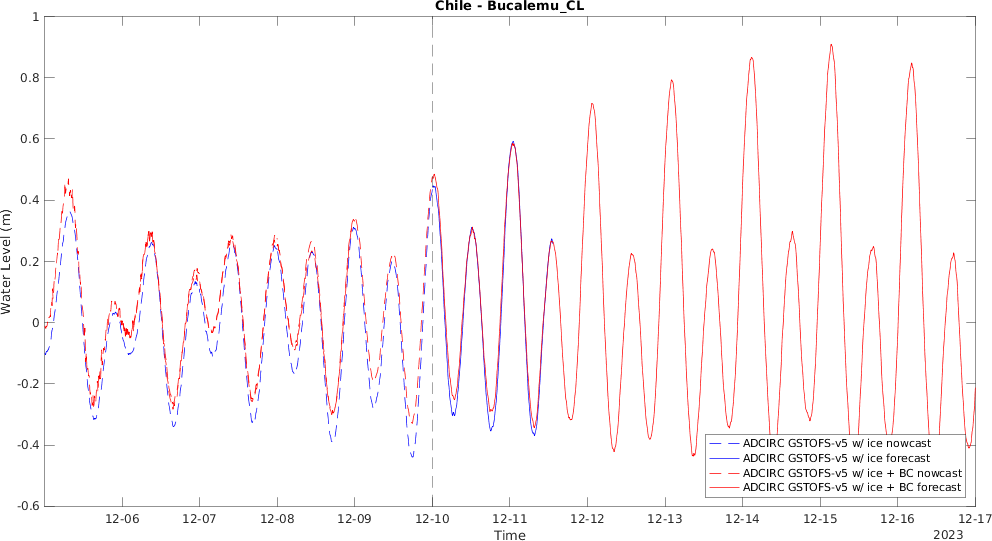 Chile - Bucalemu_CL
Water Level (m)
1
0.8
0.6
0.4
0.2
0
-0.2
-0.4
-0.6
ADCIRC GSTOFS-v5 w/ ice nowcast
ADCIRC GSTOFS-v5 w/ ice forecast
ADCIRC GSTOFS-v5 w/ ice + BC nowcast
ADCIRC GSTOFS-v5 w/ ice + BC forecast
12-06 12-07 12-08 12-09 12-10 12-11 12-12 12-13 12-14 12-15 12-16 12-17
Time
2023